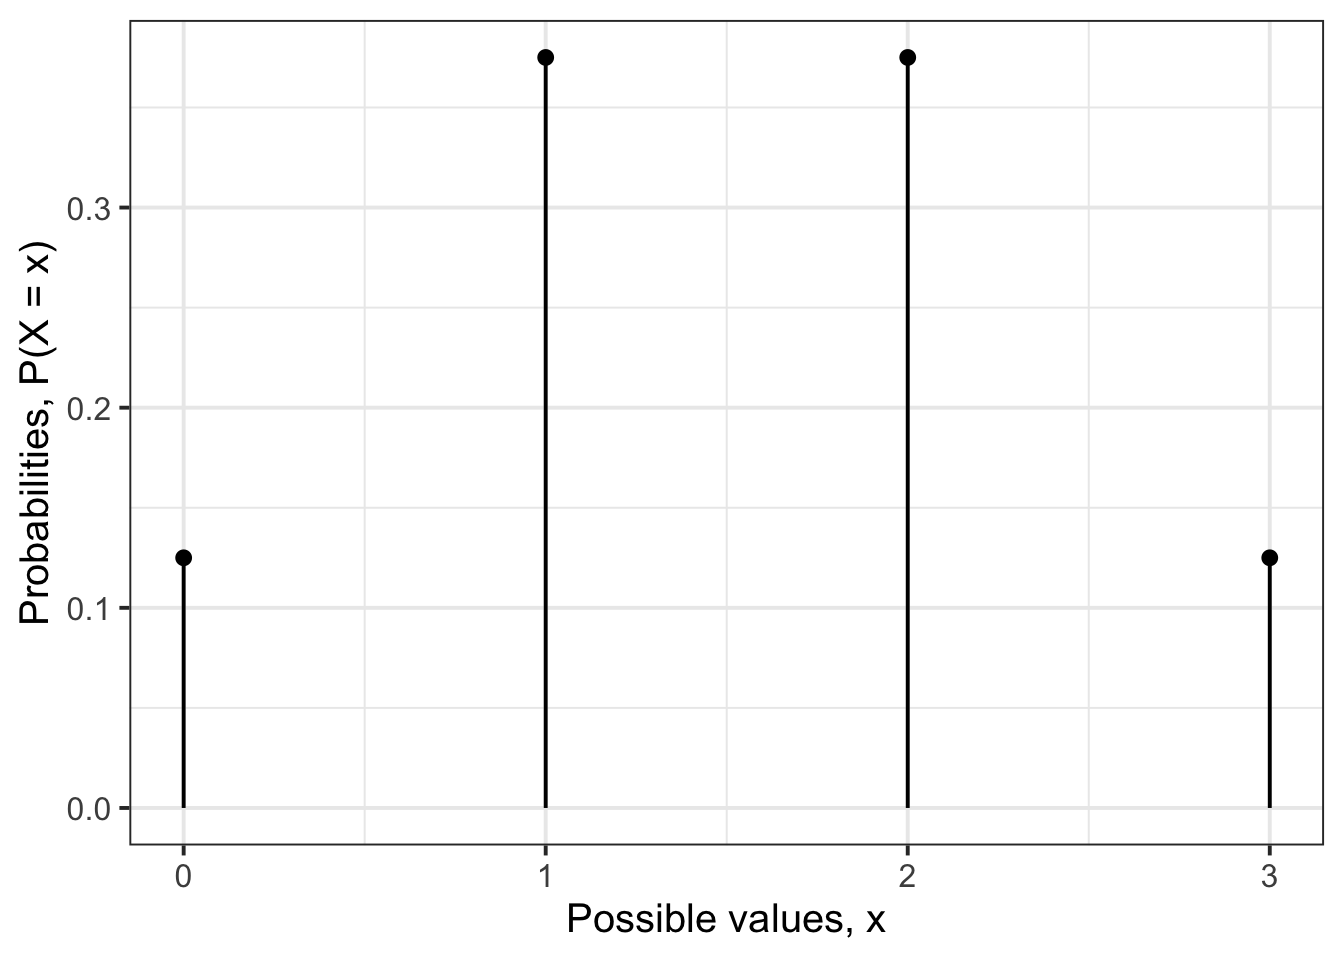 Probabilities, P(X = x)
0.3
0.2
0.1
0.0
0 1 2 3
Possible values, x